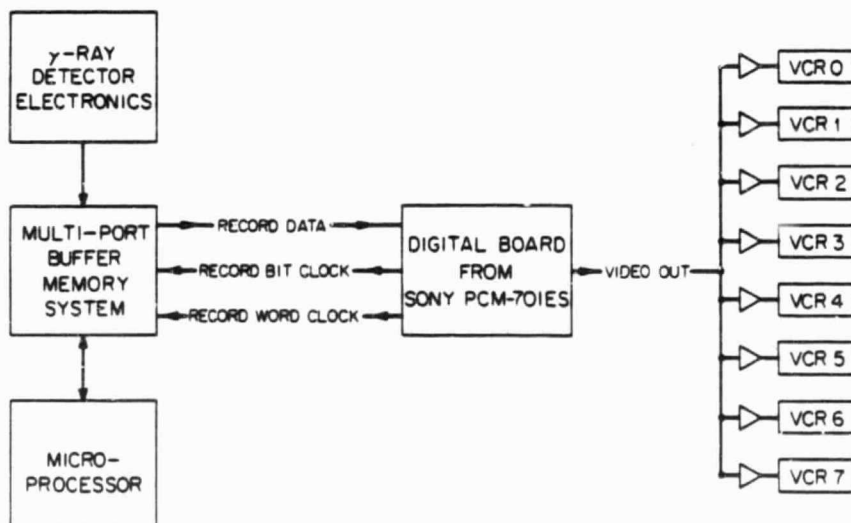 γ-RAY
DETECTOR
ELECTRONICS
MULTI-PORT
BUFFER
MEMORY
SYSTEM
MICRO-
PROCESSOR
RECORD DATA
RECORD BIT CLOCK
RECORD WORD CLOCK
DIGITAL BOARD
FROM
SONY PCM-701ES
VIDEO OUT
VCR 0
VCR 1
VCR 2
VCR 3
VCR 4
VCR 5
VCR 6
VCR 7